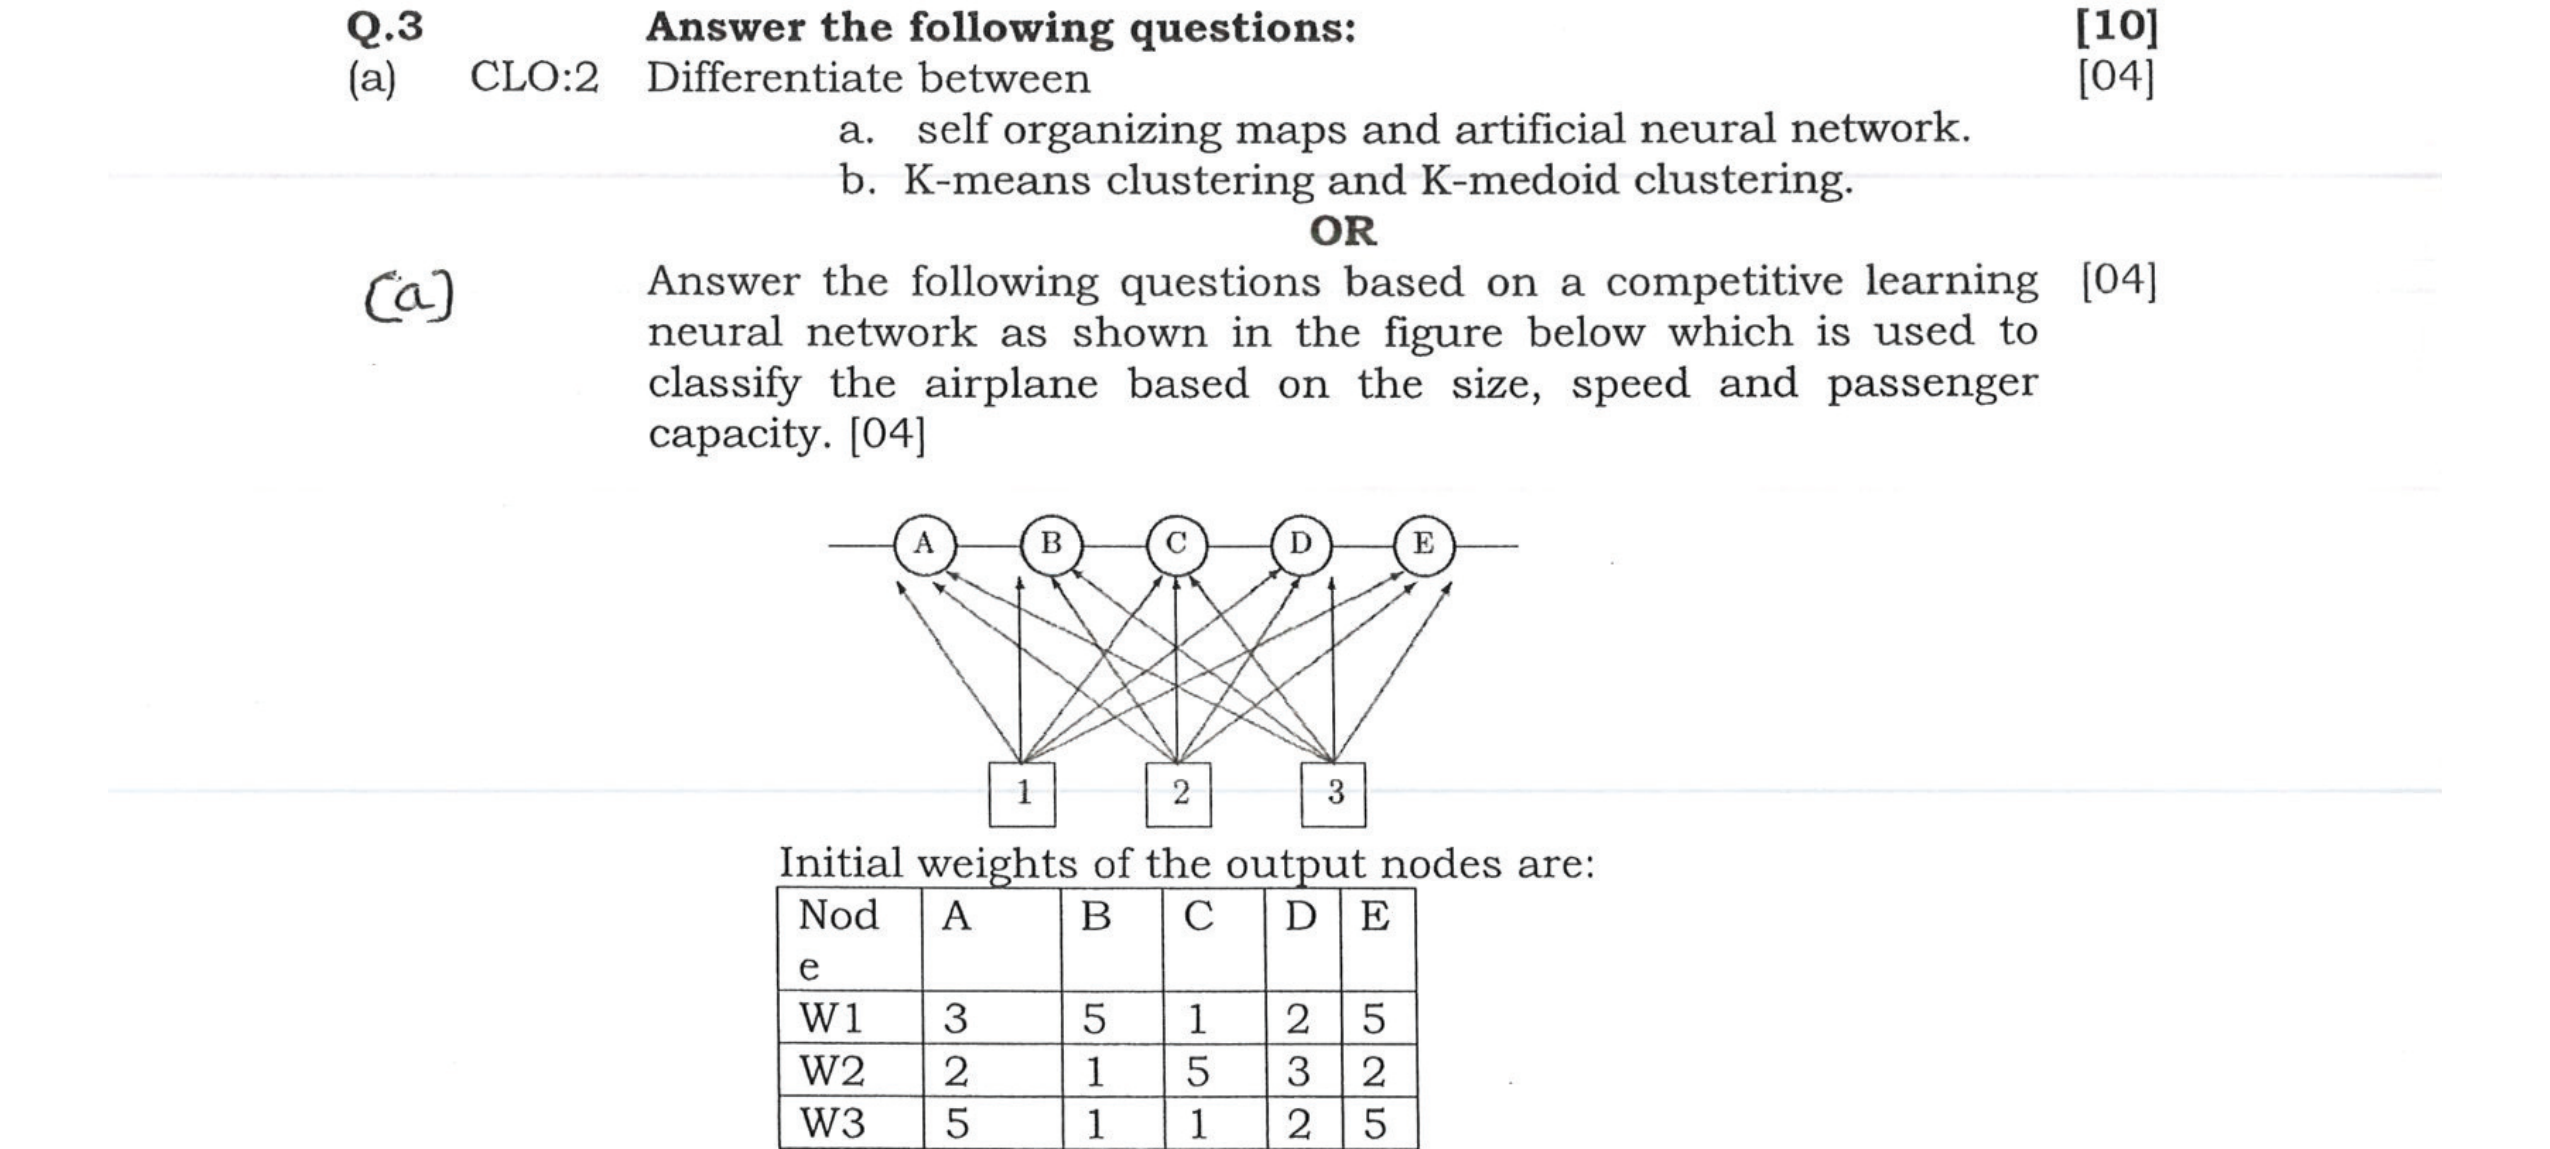 Q.3 Answer the following questions: [10]
(a) CLO:2 Differentiate between [04]
a. self organizing maps and artificial neural network.
b. K-means clustering and K-medoid clustering.
OR
(a) Answer the following questions based on a competitive learning [04]
neural network as shown in the figure below which is used to
classify the airplane based on the size, speed and passenger
capacity. [04]
A B C D E
1 2 3
Initial weights of the output nodes are:
Nod A B C D E
e
W1 3 5 1 2 5
W2 2 1 5 3 2
W3 5 1 1 2 5